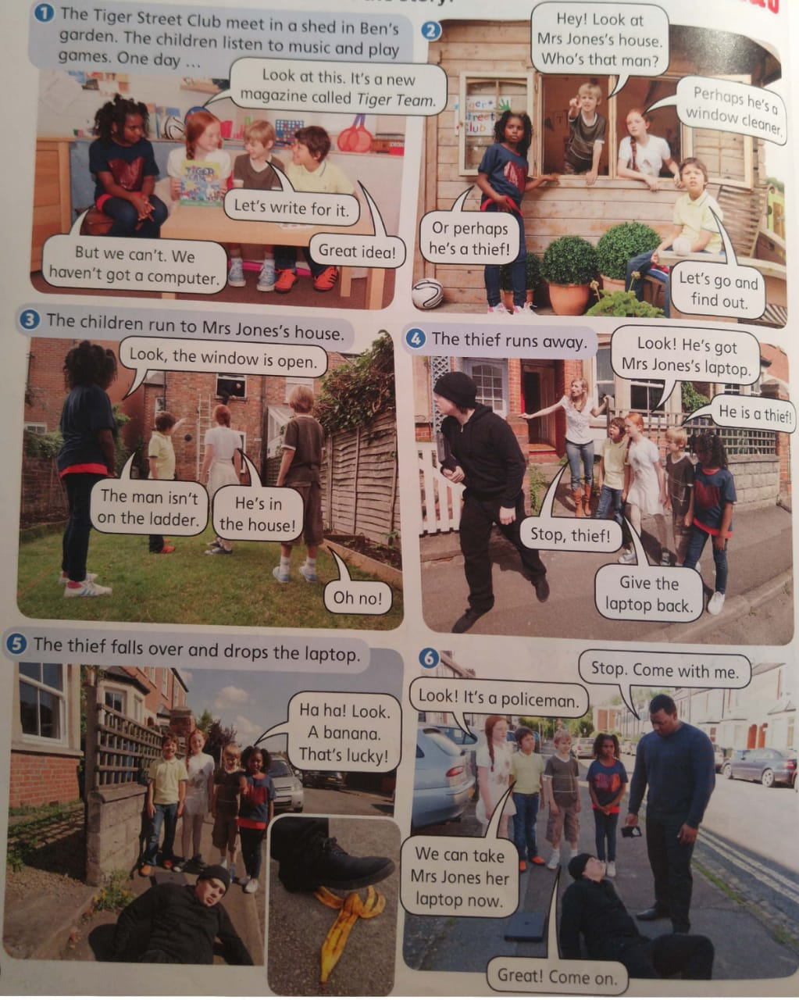 story.
1 The Tiger Street Club meet in a shed in Ben's
garden. The children listen to music and play
games. One day ...
Look at this. It's a new
magazine called Tiger Team.
Let's write for it.
Great idea!
But we can't. We
haven't got a computer.
TIGER
TEAM
2
Hey! Look at
Mrs Jones's house.
Who's that man?
Perhaps he's a
window cleaner.
Tiger
Street
Club
Or perhaps
he's a thief!
Let's go and
find out.
3 The children run to Mrs Jones's house.
Look, the window is open.
The man isn't
on the ladder.
He's in
the house!
Oh no!
4 The thief runs away.
Look! He's got
Mrs Jones's laptop.
He is a thief!
Stop, thief!
Give the
laptop back.
5 The thief falls over and drops the laptop.
Ha ha! Look.
A banana.
That's lucky!
6
Stop. Come with me.
Look! It's a policeman.
We can take
Mrs Jones her
laptop now.
Great! Come on.